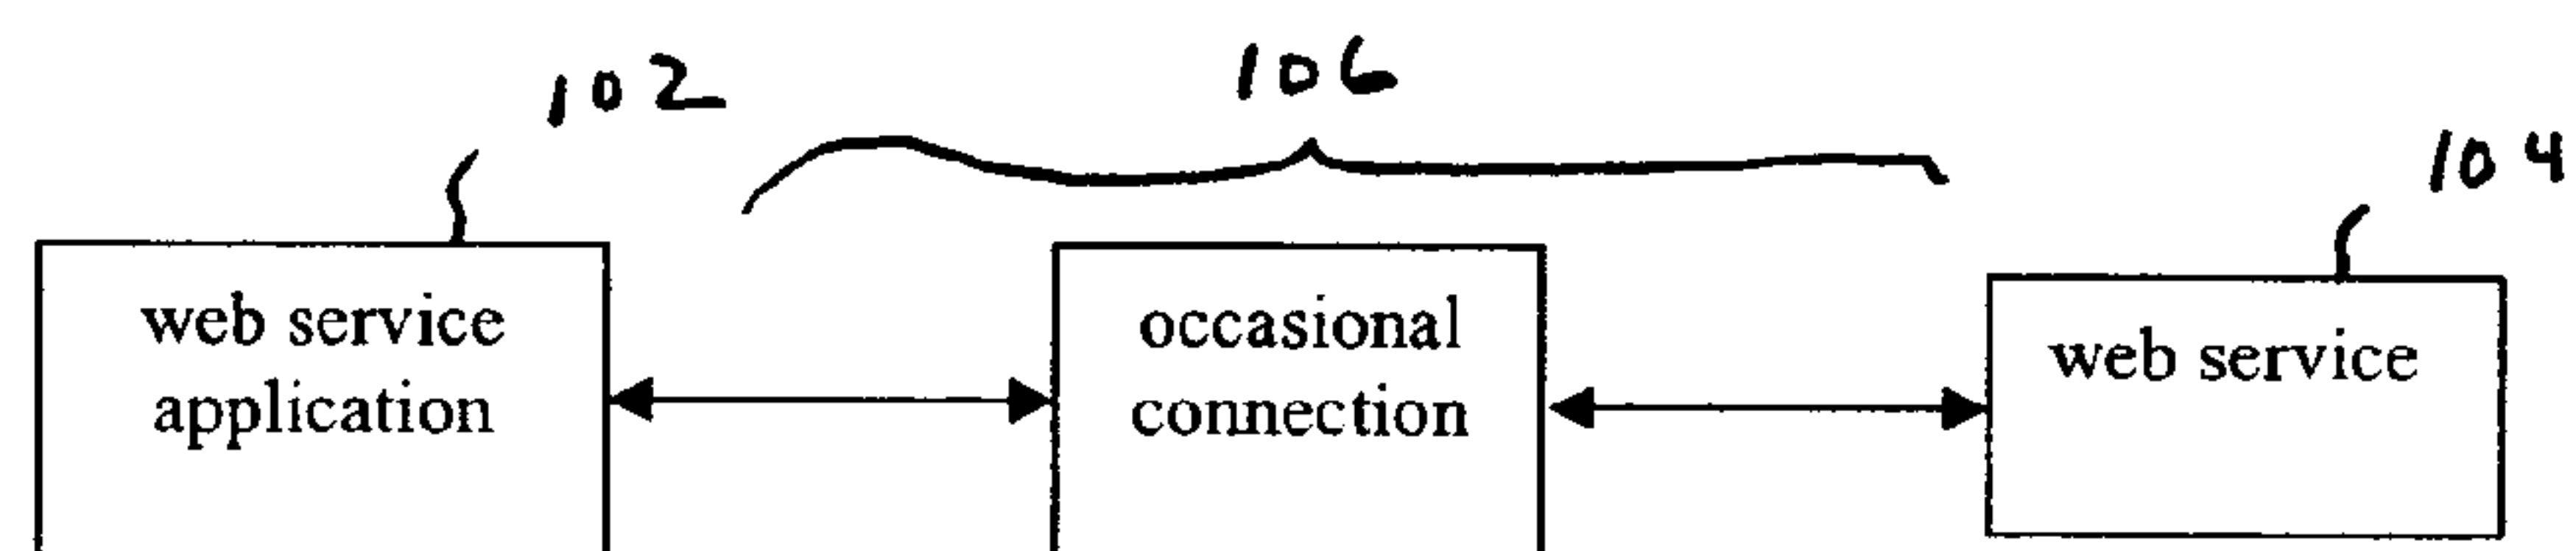 102
106
104
web service
application
occasional
connection
web service